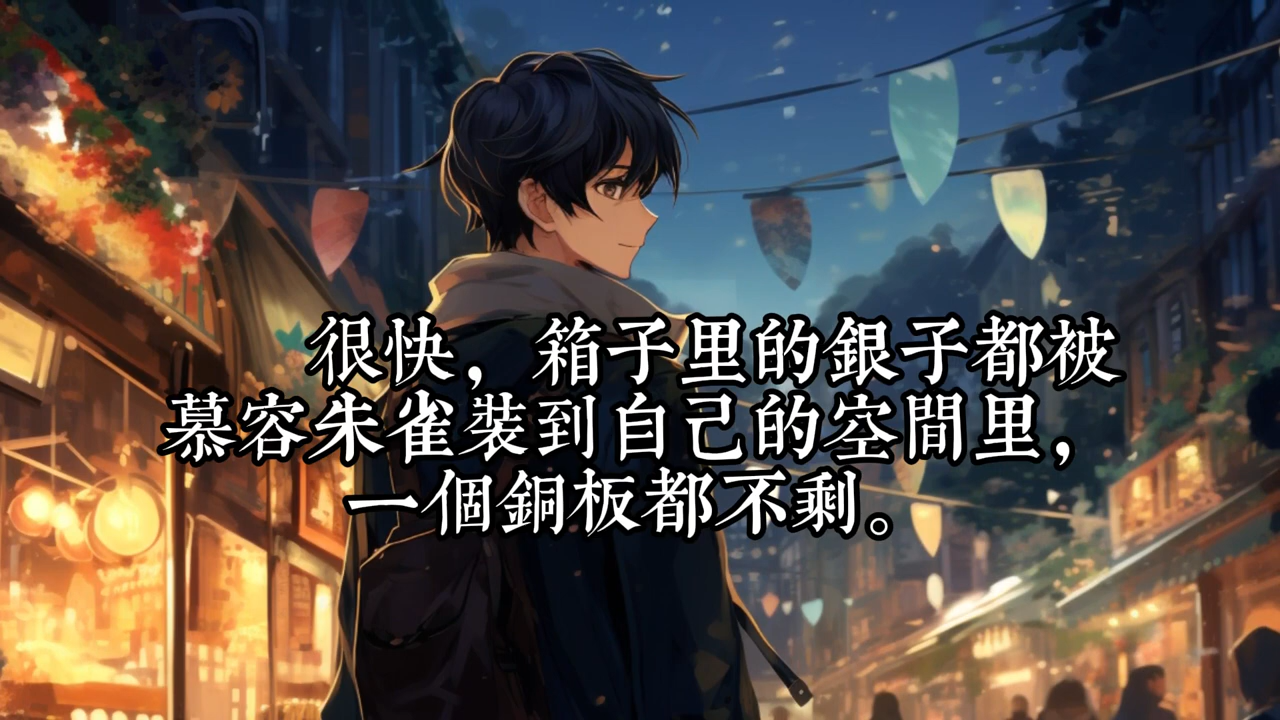 很快，箱子里的銀子都被
慕容朱雀裝到自己的空間里，
一個銅板都不剩。